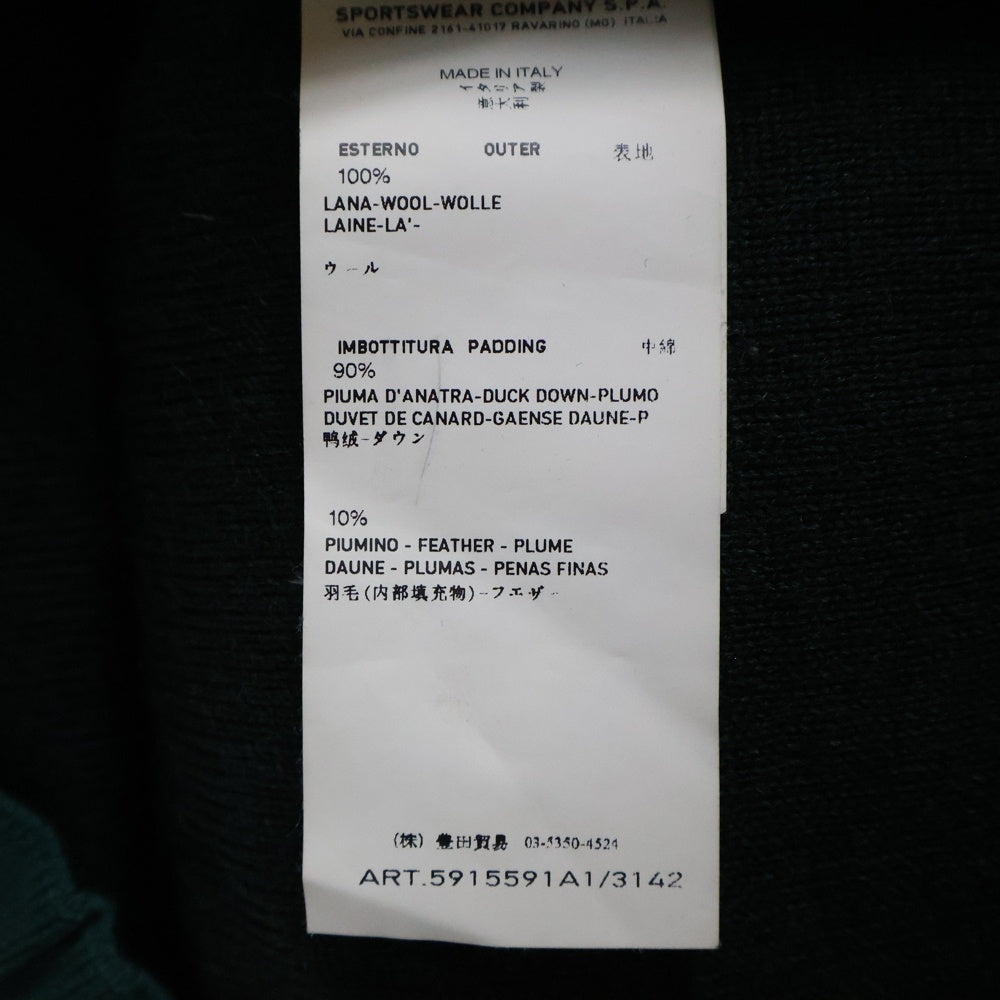 SPORTSWEAR COMPANY S.P.A.
VIA CONFINE 2161-41017 RAVARINO (MO) ITALIA
MADE IN ITALY
イタリア製
意大利
ESTERNO OUTER 表地
100%
LANA-WOOL-WOLLE
LAINE-LA'-
ウール
IMBOTTITURA PADDING 中綿
90%
PIUMA D'ANATRA-DUCK DOWN-PLUMO
DUVET DE CANARD-GAENSE DAUNE-P
鸭绒-ダウン
10%
PIUMINO - FEATHER - PLUME
DAUNE - PLUMAS - PENAS FINAS
羽毛(内部填充物)-フエザー
(株) 豊田貿易 03-5350-4524
ART.5915591A1/3142